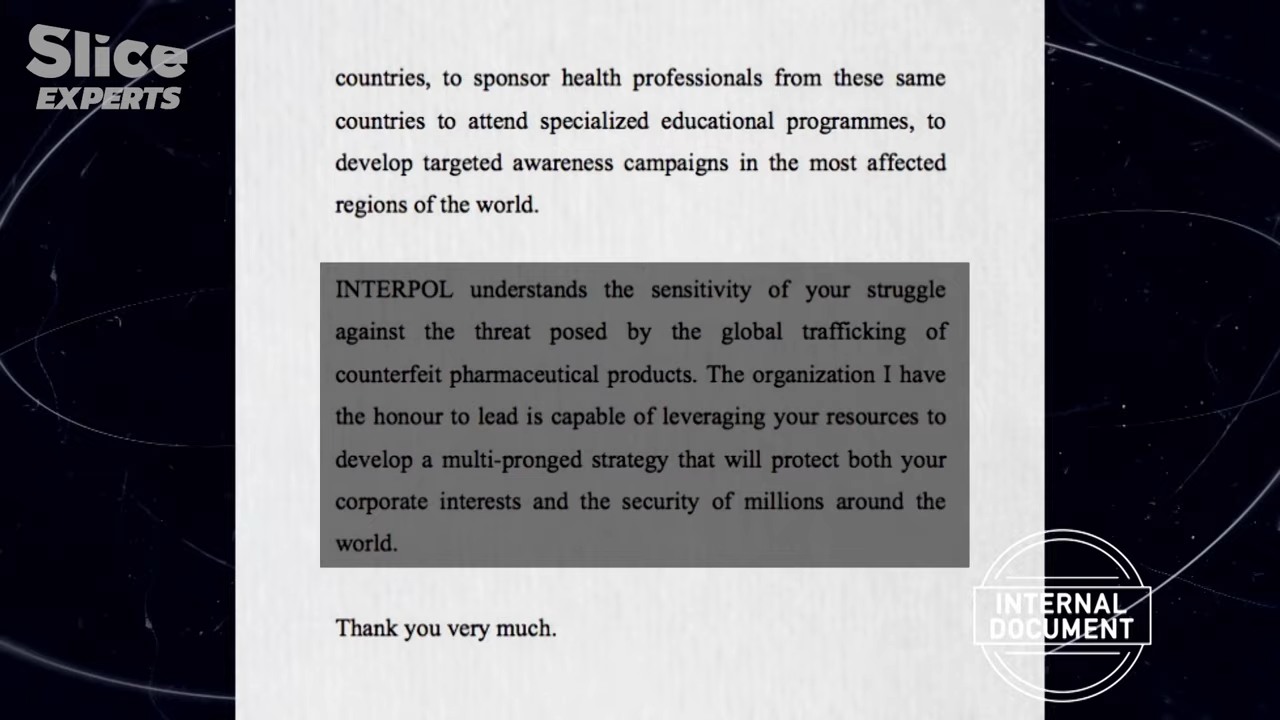 Slice
EXPERTS
countries, to sponsor health professionals from these same
countries to attend specialized educational programmes, to
develop targeted awareness campaigns in the most affected
regions of the world.
INTERPOL understands the sensitivity of your struggle
against the threat posed by the global trafficking of
counterfeit pharmaceutical products. The organization I have
the honour to lead is capable of leveraging your resources to
develop a multi-pronged strategy that will protect both your
corporate interests and the security of millions around the
world.
Thank you very much.
INTERNAL
DOCUMENT